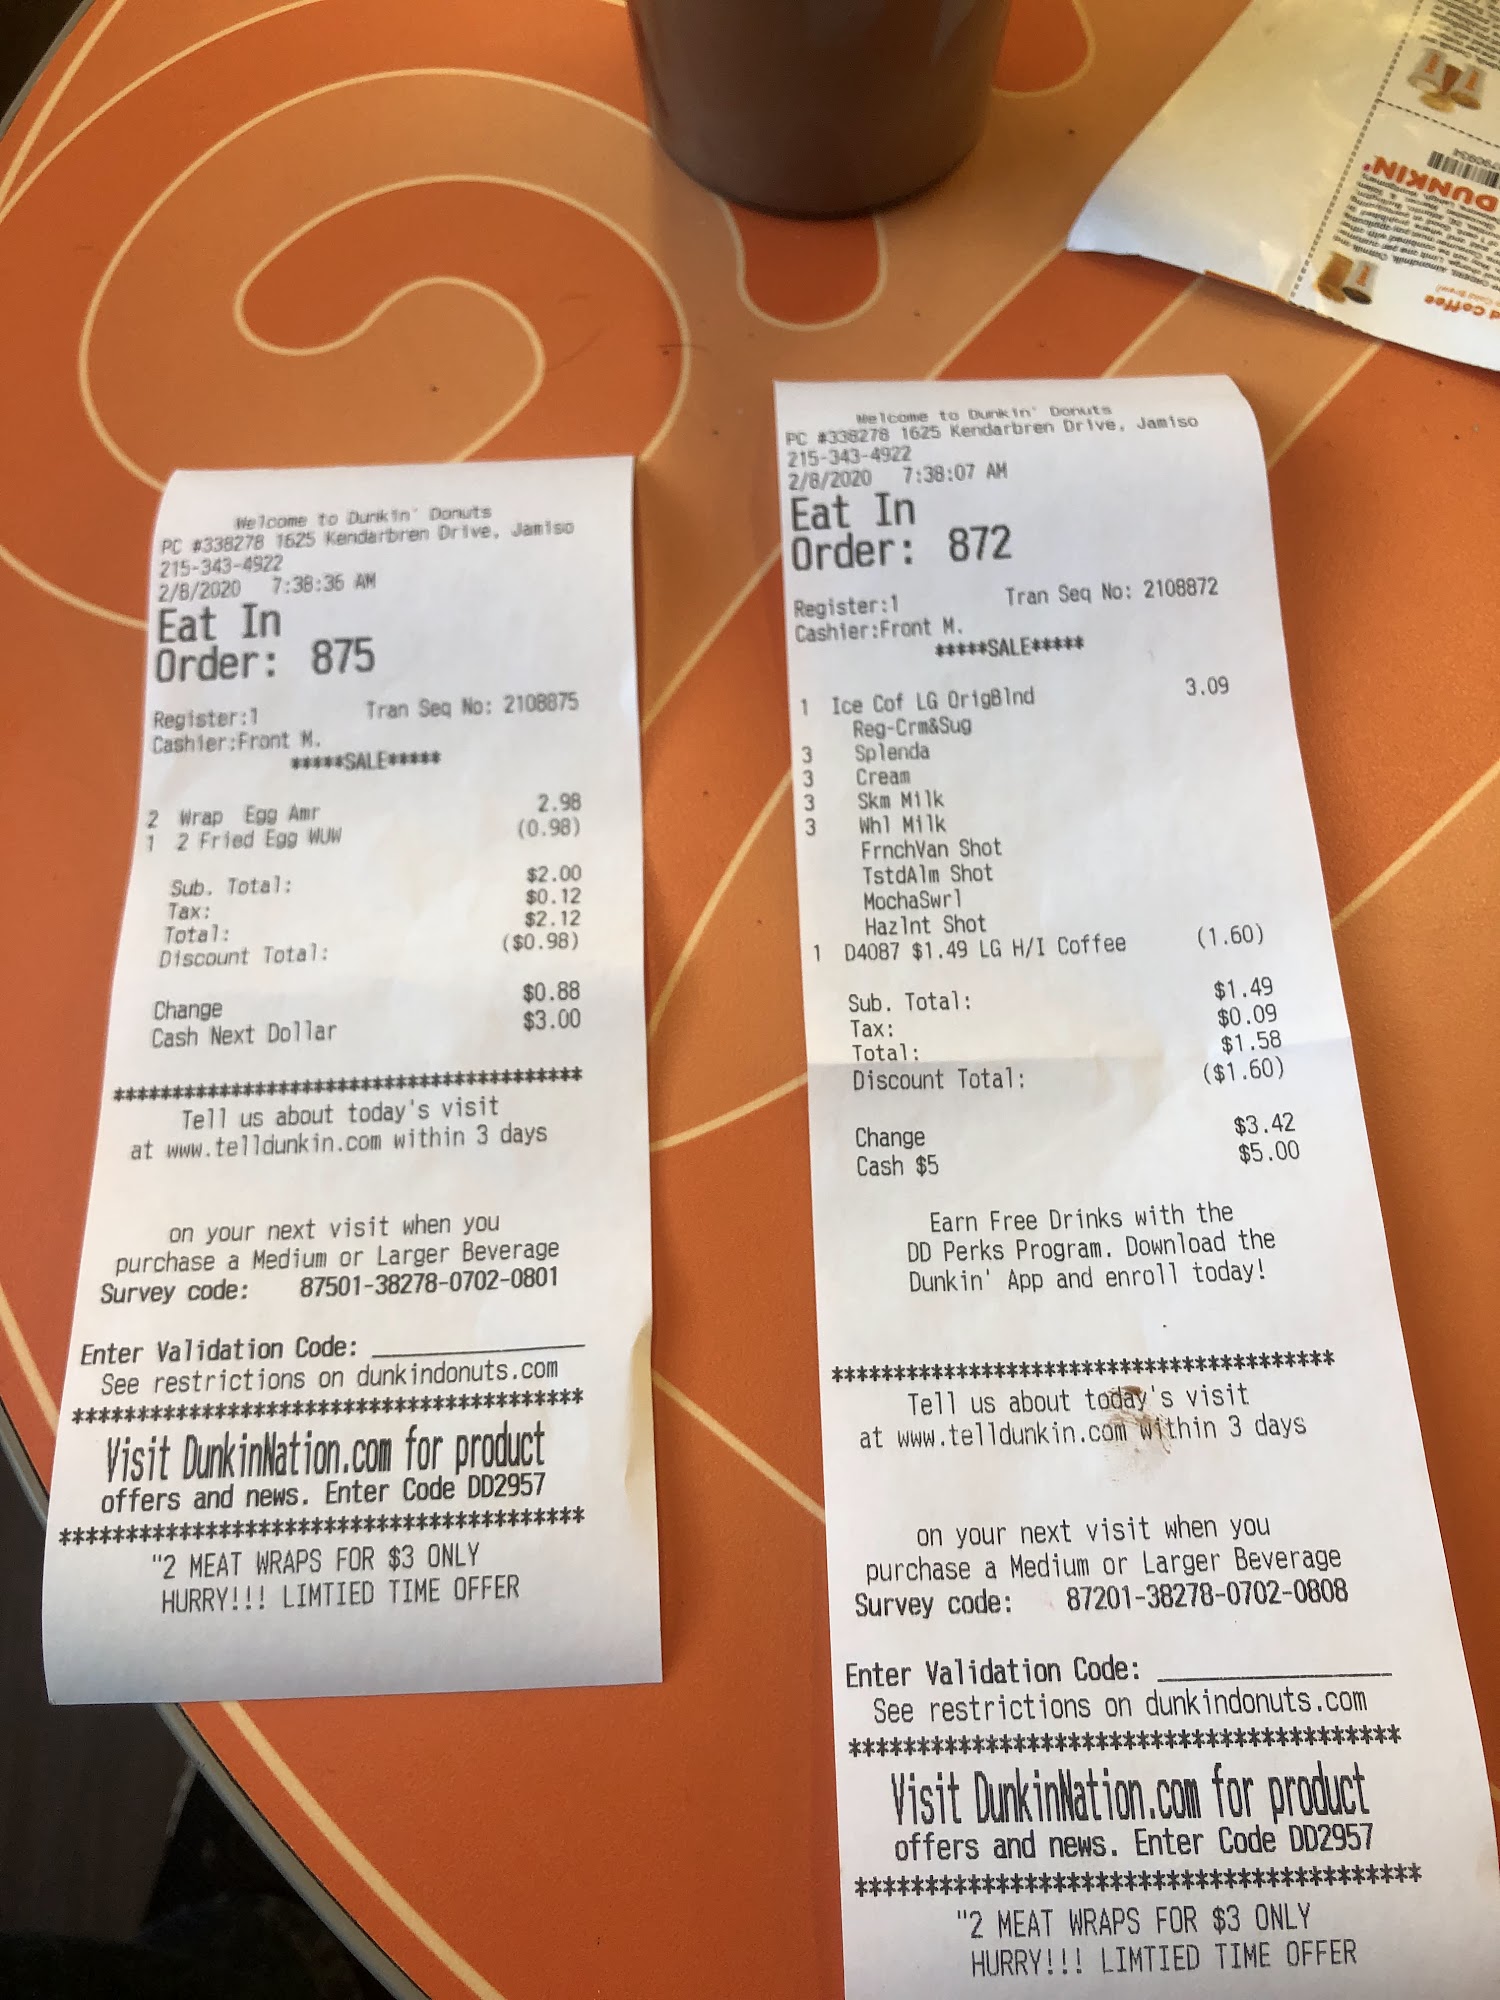 Welcome to Dunkin' Donuts
PC #338278 1625 Kendarbren Drive, Jamiso
215-343-4922
2/8/2020 7:38:36 AM
Eat In
Order: 875
Register:1 Tran Seq No: 2108875
Cashier:Front M.
*****SALE*****
2 Wrap Egg Amr 2.98
1 2 Fried Egg WUW (0.98)
Sub. Total: $2.00
Tax: $0.12
Total: $2.12
Discount Total: ($0.98)
Change $0.88
Cash Next Dollar $3.00
****************************************
Tell us about today's visit
at www.telldunkin.com within 3 days
on your next visit when you
purchase a Medium or Larger Beverage
Survey code: 87501-38278-0702-0801
Enter Validation Code: ______________
See restrictions on dunkindonuts.com
****************************************
Visit DunkinNation.com for product
offers and news. Enter Code DD2957
****************************************
"2 MEAT WRAPS FOR $3 ONLY
HURRY!!! LIMTIED TIME OFFER
Welcome to Dunkin' Donuts
PC #338278 1625 Kendarbren Drive, Jamiso
215-343-4922
2/8/2020 7:38:07 AM
Eat In
Order: 872
Register:1 Tran Seq No: 2108872
Cashier:Front M.
*****SALE*****
1 Ice Cof LG OrigBlnd 3.09
Reg-Crm&Sug
3 Splenda
3 Cream
3 Skm Milk
3 Whl Milk
FrnchVan Shot
TstdAlm Shot
MochaSwrl
Hazlnt Shot
1 D4087 $1.49 LG H/I Coffee (1.60)
Sub. Total: $1.49
Tax: $0.09
Total: $1.58
Discount Total: ($1.60)
Change $3.42
Cash $5 $5.00
Earn Free Drinks with the
DD Perks Program. Download the
Dunkin' App and enroll today!
****************************************
Tell us about today's visit
at www.telldunkin.com within 3 days
on your next visit when you
purchase a Medium or Larger Beverage
Survey code: 87201-38278-0702-0808
Enter Validation Code: ______________
See restrictions on dunkindonuts.com
****************************************
Visit DunkinNation.com for product
offers and news. Enter Code DD2957
****************************************
"2 MEAT WRAPS FOR $3 ONLY
HURRY!!! LIMTIED TIME OFFER
DUNKIN'
Coffee